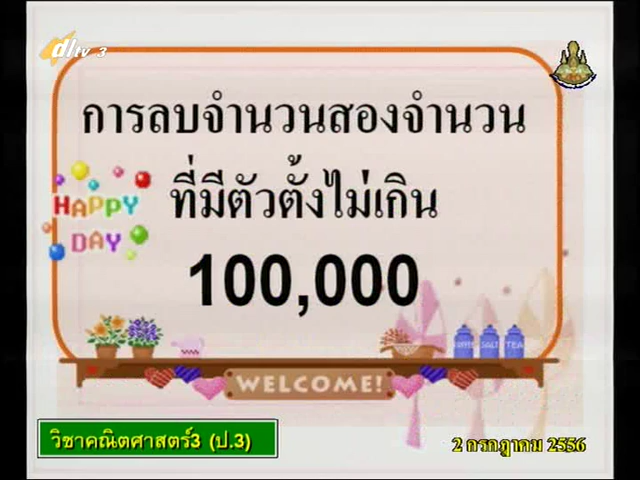 dltv 3
การลบจำนวนสองจำนวน
ที่มีตัวตั้งไม่เกิน
100,000
HAPPY
DAY
COFFEE SALT TEA
WELCOME!
วิชาคณิตศาสตร์3 (ป.3)
2 กรกฎาคม 2556